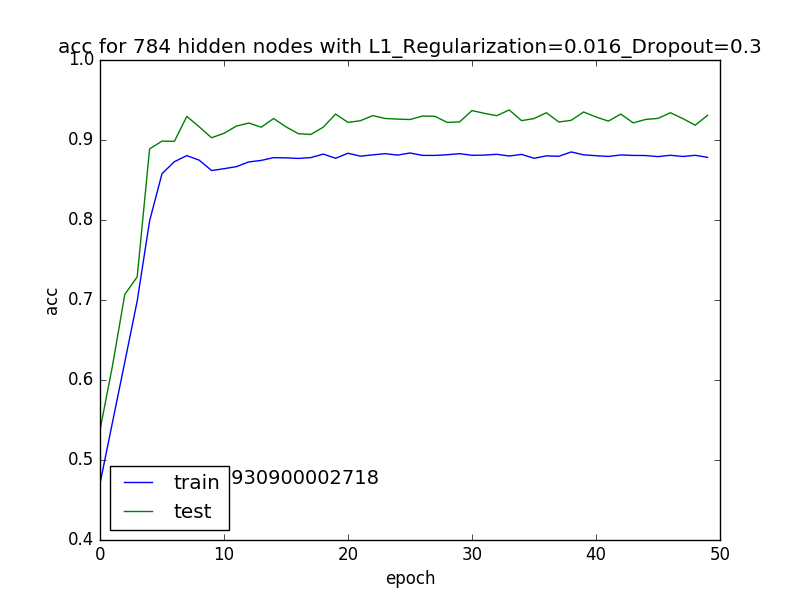 acc for 784 hidden nodes with L1_Regularization=0.016_Dropout=0.3
1.0
0.9
0.8
0.7
0.6
0.5
0.4
acc
train 930900002718
test
0 10 20 30 40 50
epoch